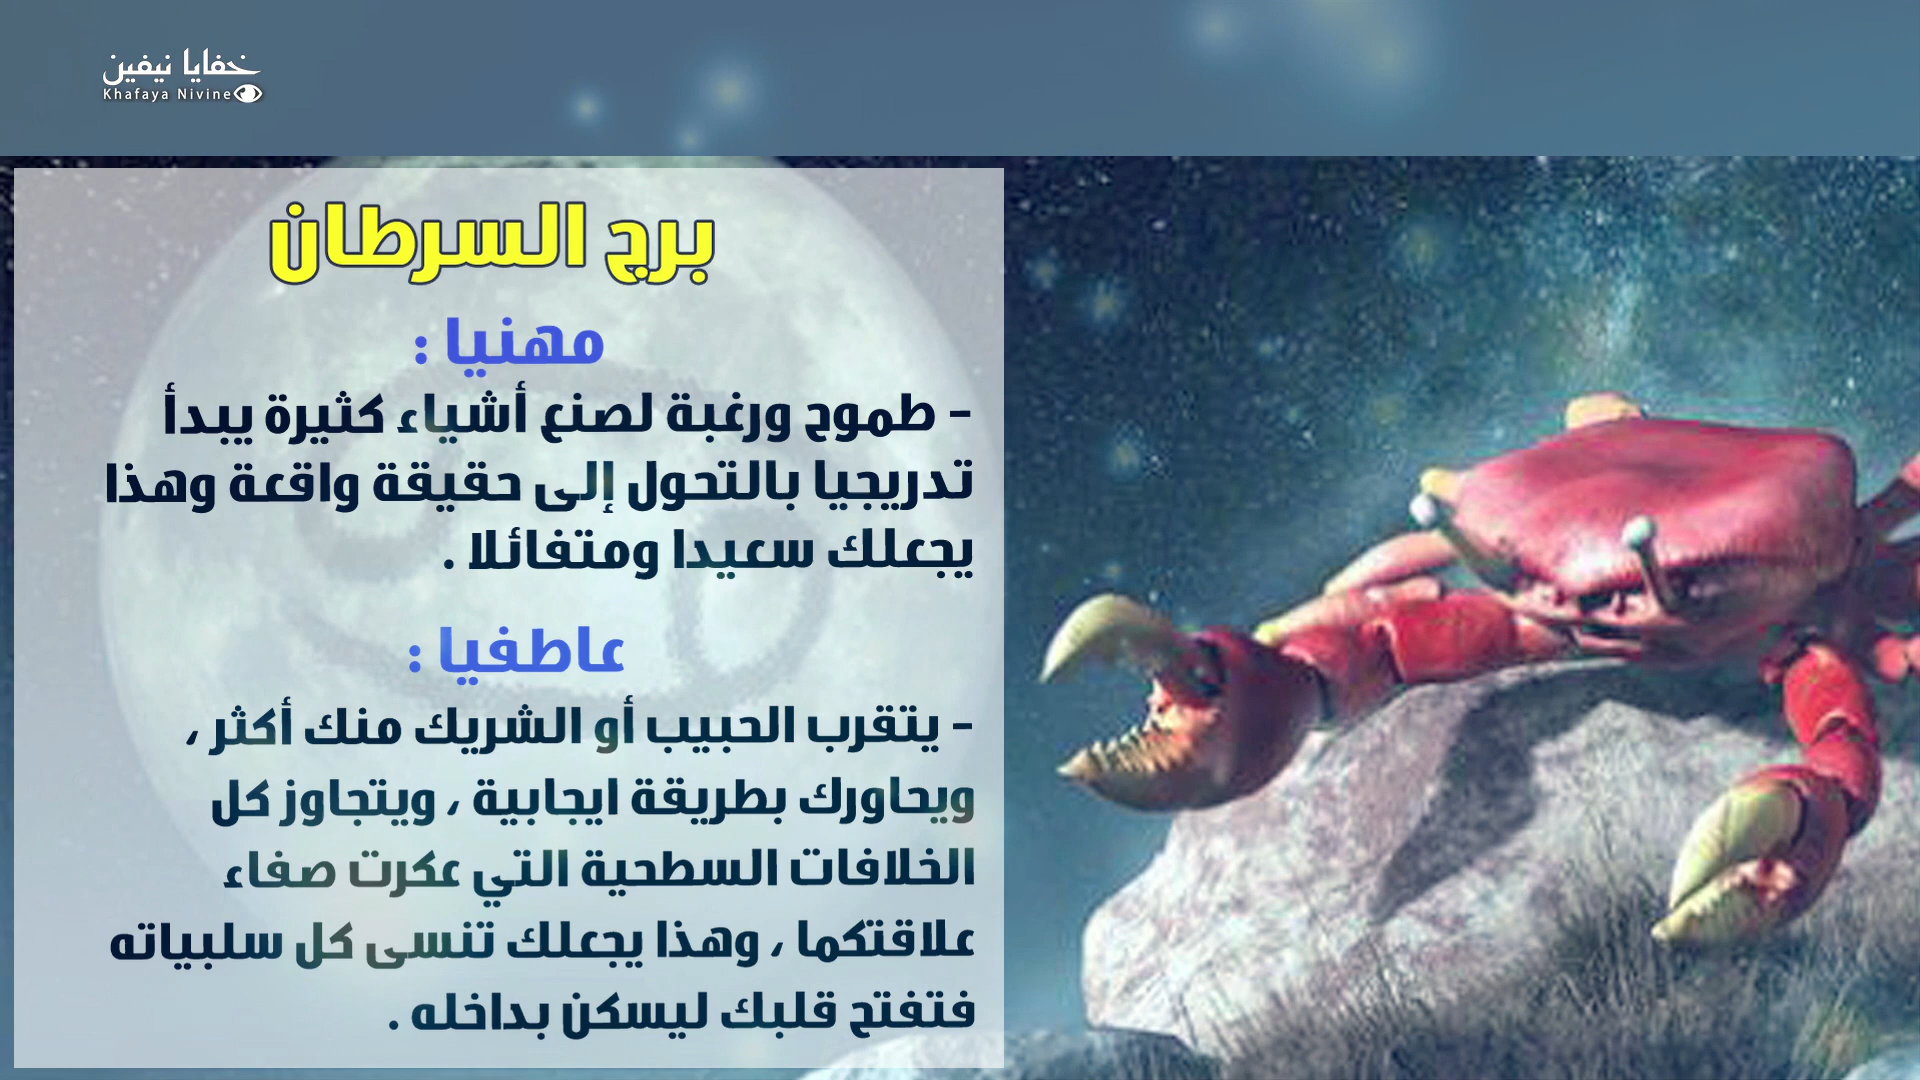 خفايا نيفين
Khafaya Nivine
برج السرطان
مهنيا :
- طموح ورغبة لصنع أشياء كثيرة يبدأ
تدريجيا بالتحول إلى حقيقة واقعة وهذا
يجعلك سعيدا ومتفائلا .
عاطفيا :
- يتقرب الحبيب أو الشريك منك أكثر ،
ويحاورك بطريقة ايجابية ، ويتجاوز كل
الخلافات السطحية التي عكرت صفاء
علاقتكما ، وهذا يجعلك تنسى كل سلبياته
فتفتح قلبك ليسكن بداخله .